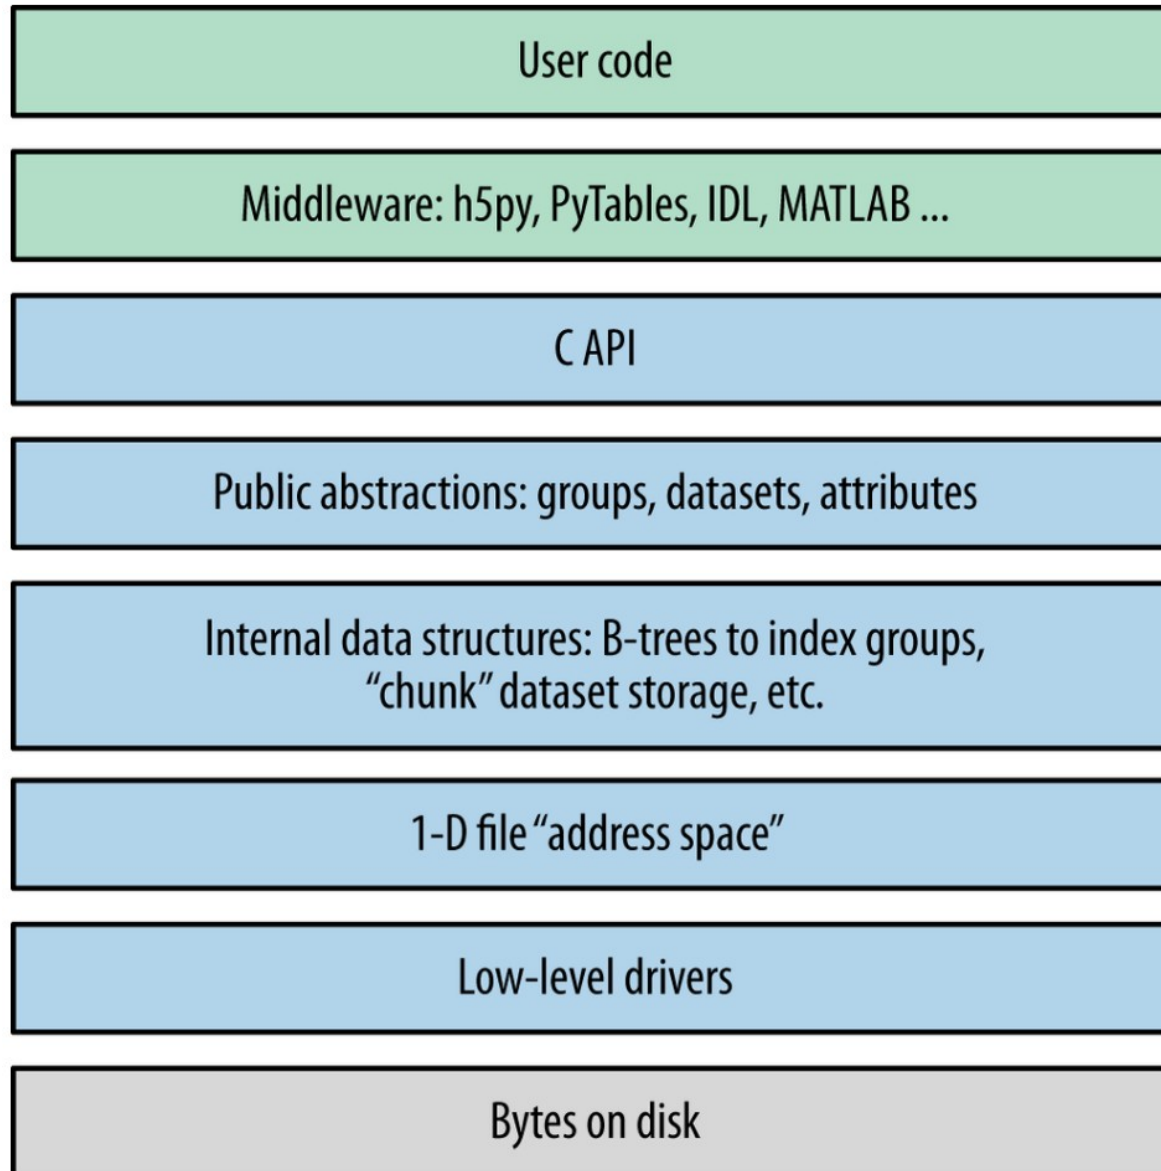 User code
Middleware: h5py, PyTables, IDL, MATLAB ...
C API
Public abstractions: groups, datasets, attributes
Internal data structures: B-trees to index groups,
“chunk” dataset storage, etc.
1-D file “address space”
Low-level drivers
Bytes on disk